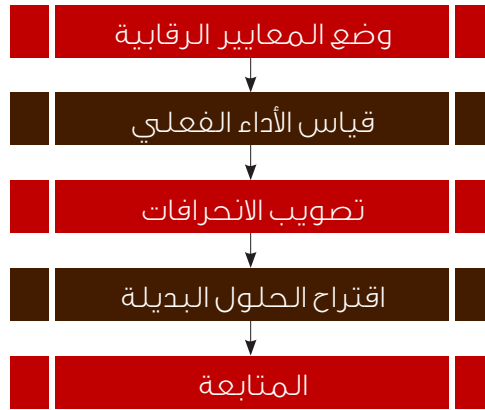 وضع المعايير الرقابية
قياس الأداء الفعلي
تصويب الانحرافات
اقتراح الحلول البديلة
المتابعة